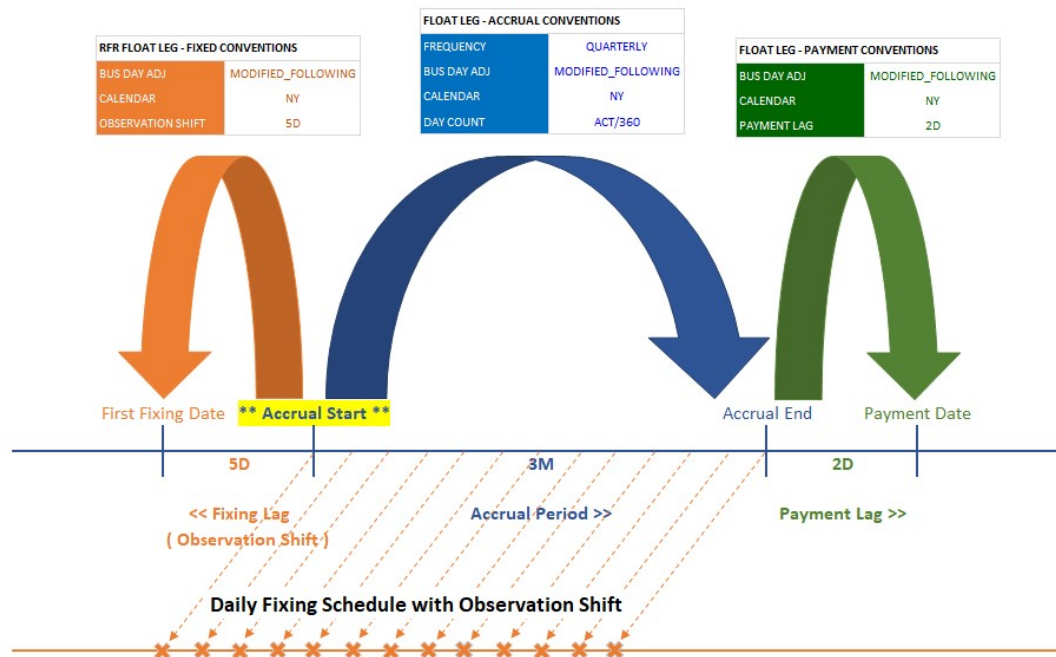 RFR FLOAT LEG - FIXED CONVENTIONS
BUS DAY ADJ MODIFIED_FOLLOWING
CALENDAR NY
OBSERVATION SHIFT 5D
FLOAT LEG - ACCRUAL CONVENTIONS
FREQUENCY QUARTERLY
BUS DAY ADJ MODIFIED_FOLLOWING
CALENDAR NY
DAY COUNT ACT/360
FLOAT LEG - PAYMENT CONVENTIONS
BUS DAY ADJ MODIFIED_FOLLOWING
CALENDAR NY
PAYMENT LAG 2D
First Fixing Date ** Accrual Start ** Accrual End Payment Date
5D 3M 2D
<< Fixing Lag Accrual Period >> Payment Lag >>
( Observation Shift )
Daily Fixing Schedule with Observation Shift